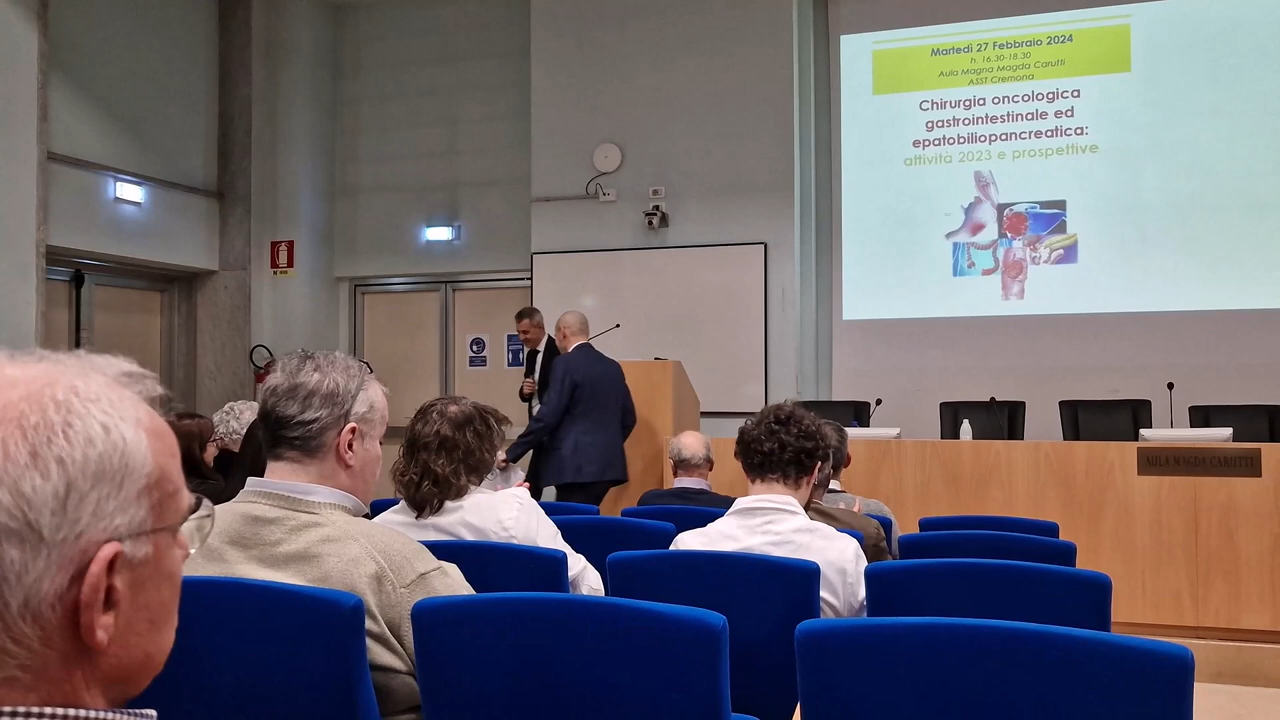 Martedì 27 Febbraio 2024
h. 16.30-18.30
Aula Magna Magda Carutti
ASST Cremona
Chirurgia oncologica
gastrointestinale ed
epatobiliopancreatica:
attività 2023 e prospettive
AULA MAGDA CARUTTI